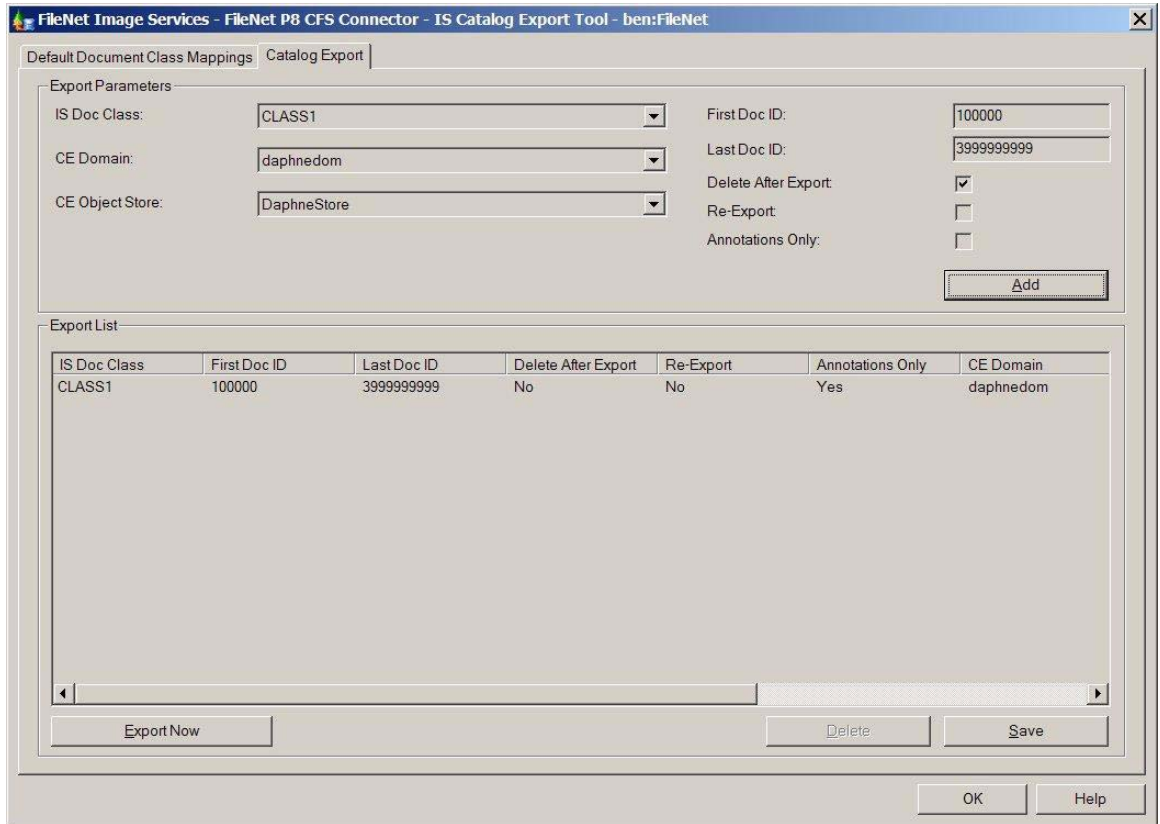 FileNet Image Services - FileNet P8 CFS Connector - IS Catalog Export Tool - ben:FileNet
Default Document Class Mappings Catalog Export
Export Parameters
IS Doc Class: CLASS1 First Doc ID: 100000
CE Domain: daphnedom Last Doc ID: 3999999999
Delete After Export:
CE Object Store: DaphneStore
Re-Export:
Annotations Only:
Add
Export List
IS Doc Class First Doc ID Last Doc ID Delete After Export Re-Export Annotations Only CE Domain
CLASS1 100000 3999999999 No No Yes daphnedom
Export Now Delete Save
OK Help